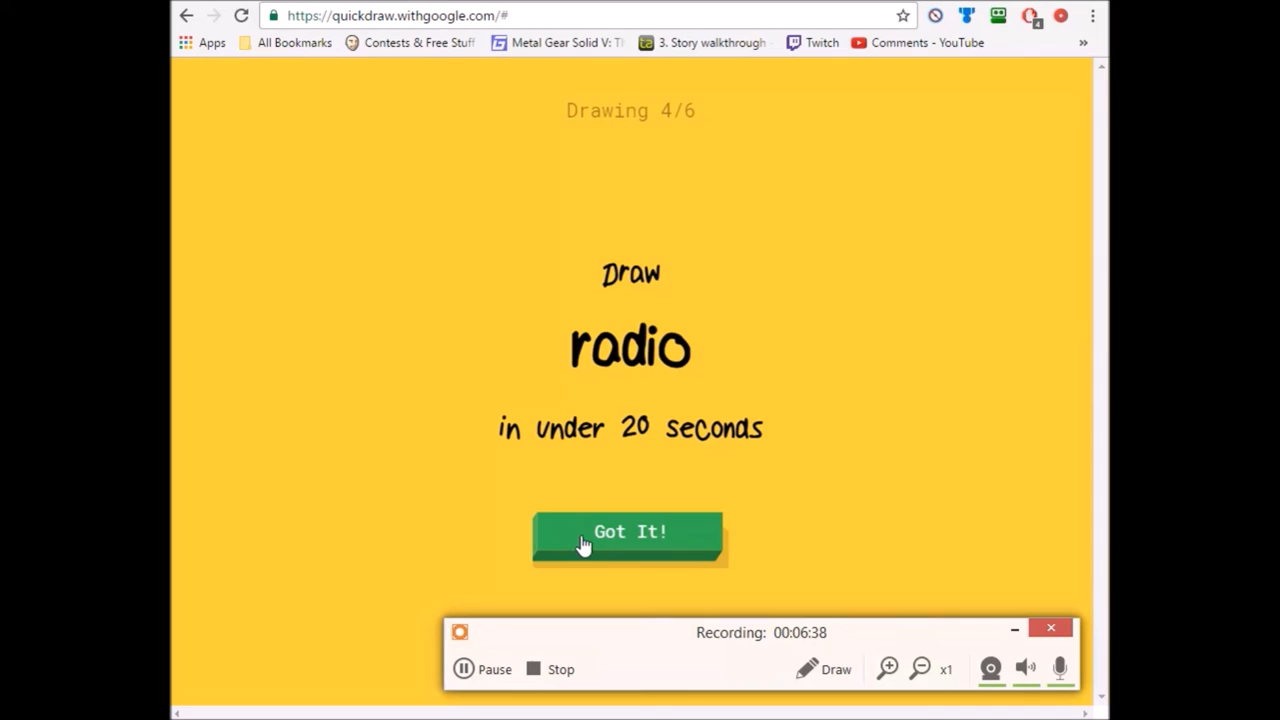 https://quickdraw.withgoogle.com/#
4
Apps All Bookmarks Contests & Free Stuff Metal Gear Solid V: Th 3. Story walkthrough Twitch Comments - YouTube »
Drawing 4/6
Draw
radio
in under 20 seconds
Got It!
Recording: 00:06:38
Pause Stop Draw x1